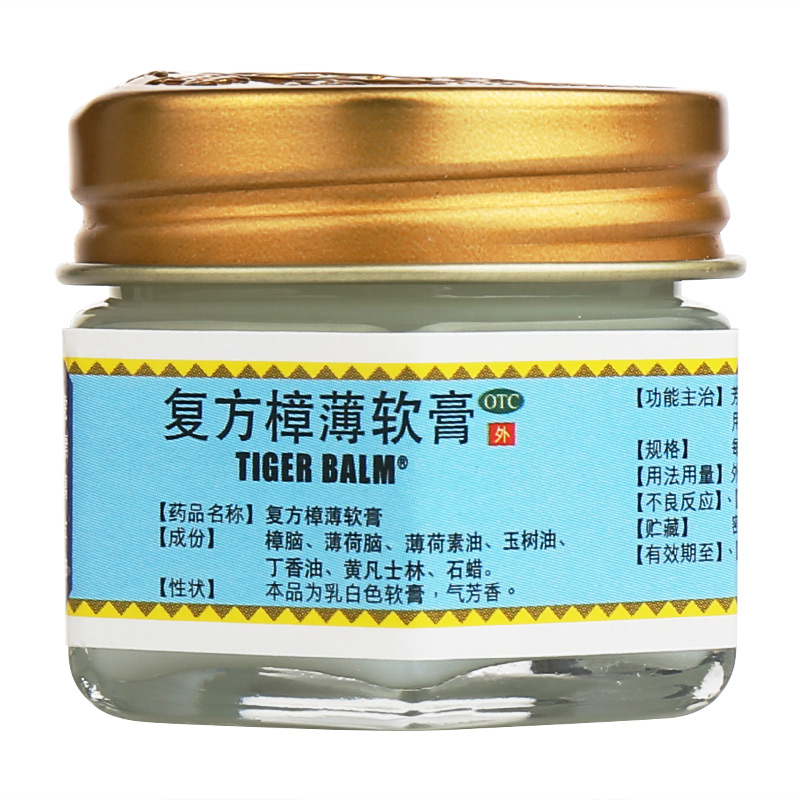 复方樟薄软膏
OTC
外
TIGER BALM®
【药品名称】复方樟薄软膏
【成份】 樟脑、薄荷脑、薄荷素油、玉树油、
丁香油、黄凡士林、石蜡。
【性状】 本品为乳白色软膏，气芳香。
【功能主治】
【规格】
【用法用量】外
【不良反应】、
【贮藏】 密
【有效期至】、